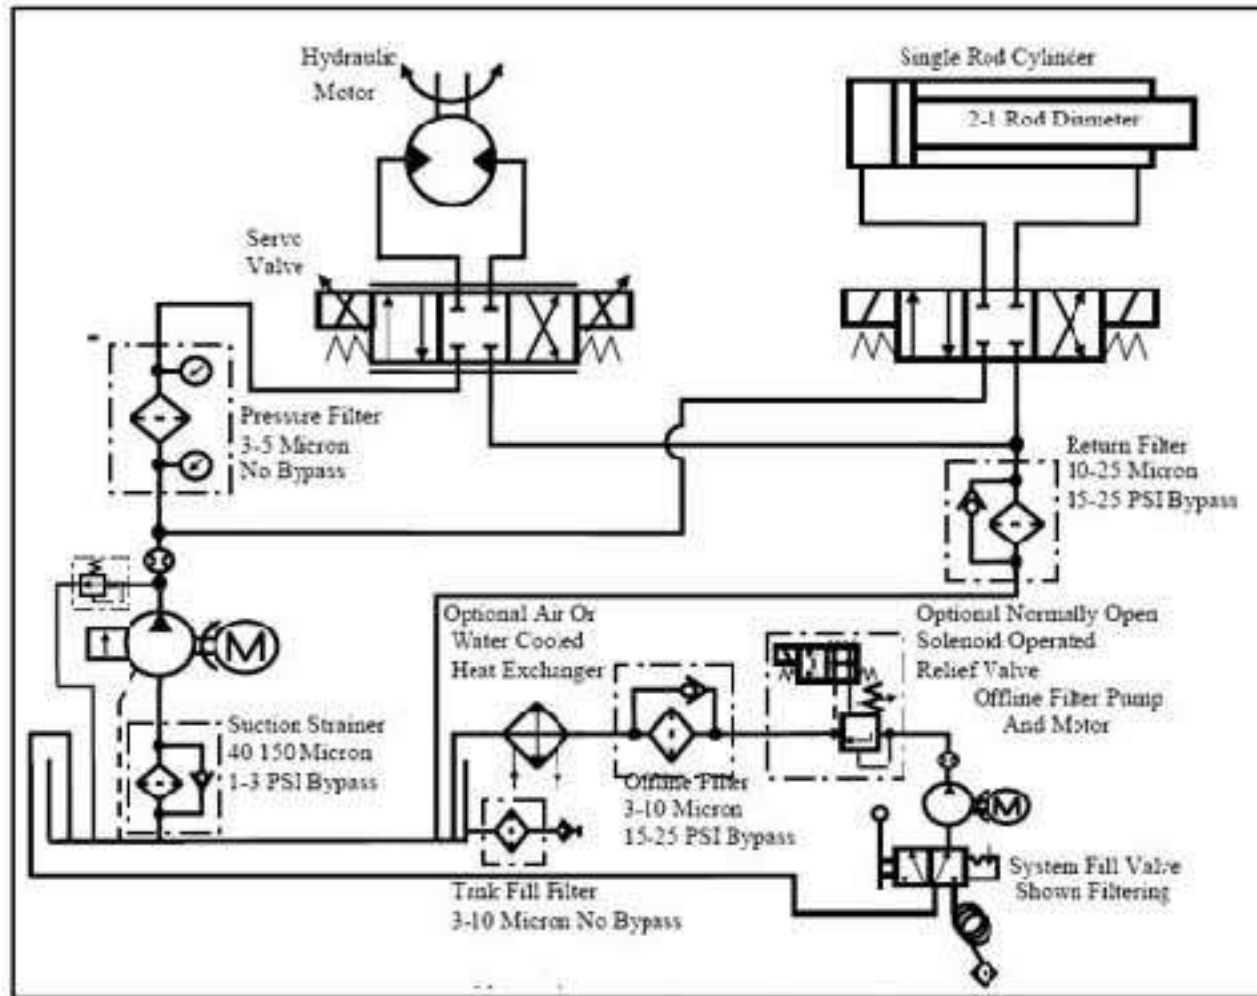 Hydraulic
Motor
Single Rod Cylincer
2-1 Rod Diameter
Servo
Valve
Pressure Filter
3-5 Micron
No Bypass
Return Filter
10-25 Micron
15-25 PSI Bypass
Optional Air Or
Water Cooled
Heat Exchanger
Optional Normally Open
Solenoid Operated
Relief Valve
Offline Filter Pump
And Motor
M
Suction Strainer
40 150 Micron
1-3 PSI Bypass
Offline Filter
3-10 Micron
15-25 PSI Bypass
M
System Fill Valve
Shown Filtering
Tank Fill Filter
3-10 Micron No Bypass